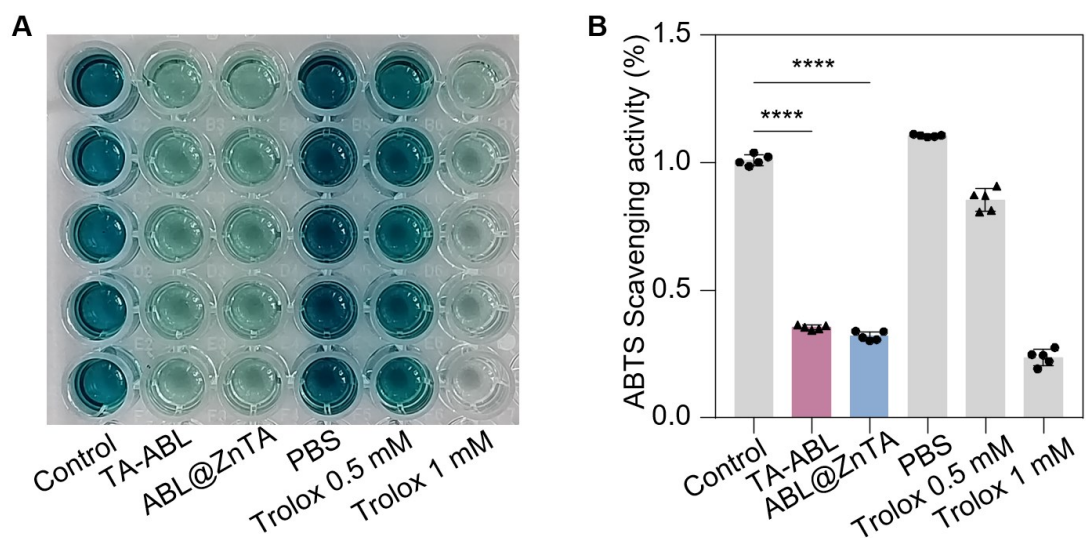 A
Control
TA-ABL
ABL@ZnTA
PBS
Trolox 0.5 mM
Trolox 1 mM
B
ABTS Scavenging activity (%)
1.5
1.0
0.5
0.0
****
****
Control
TA-ABL
ABL@ZnTA
PBS
Trolox 0.5 mM
Trolox 1 mM